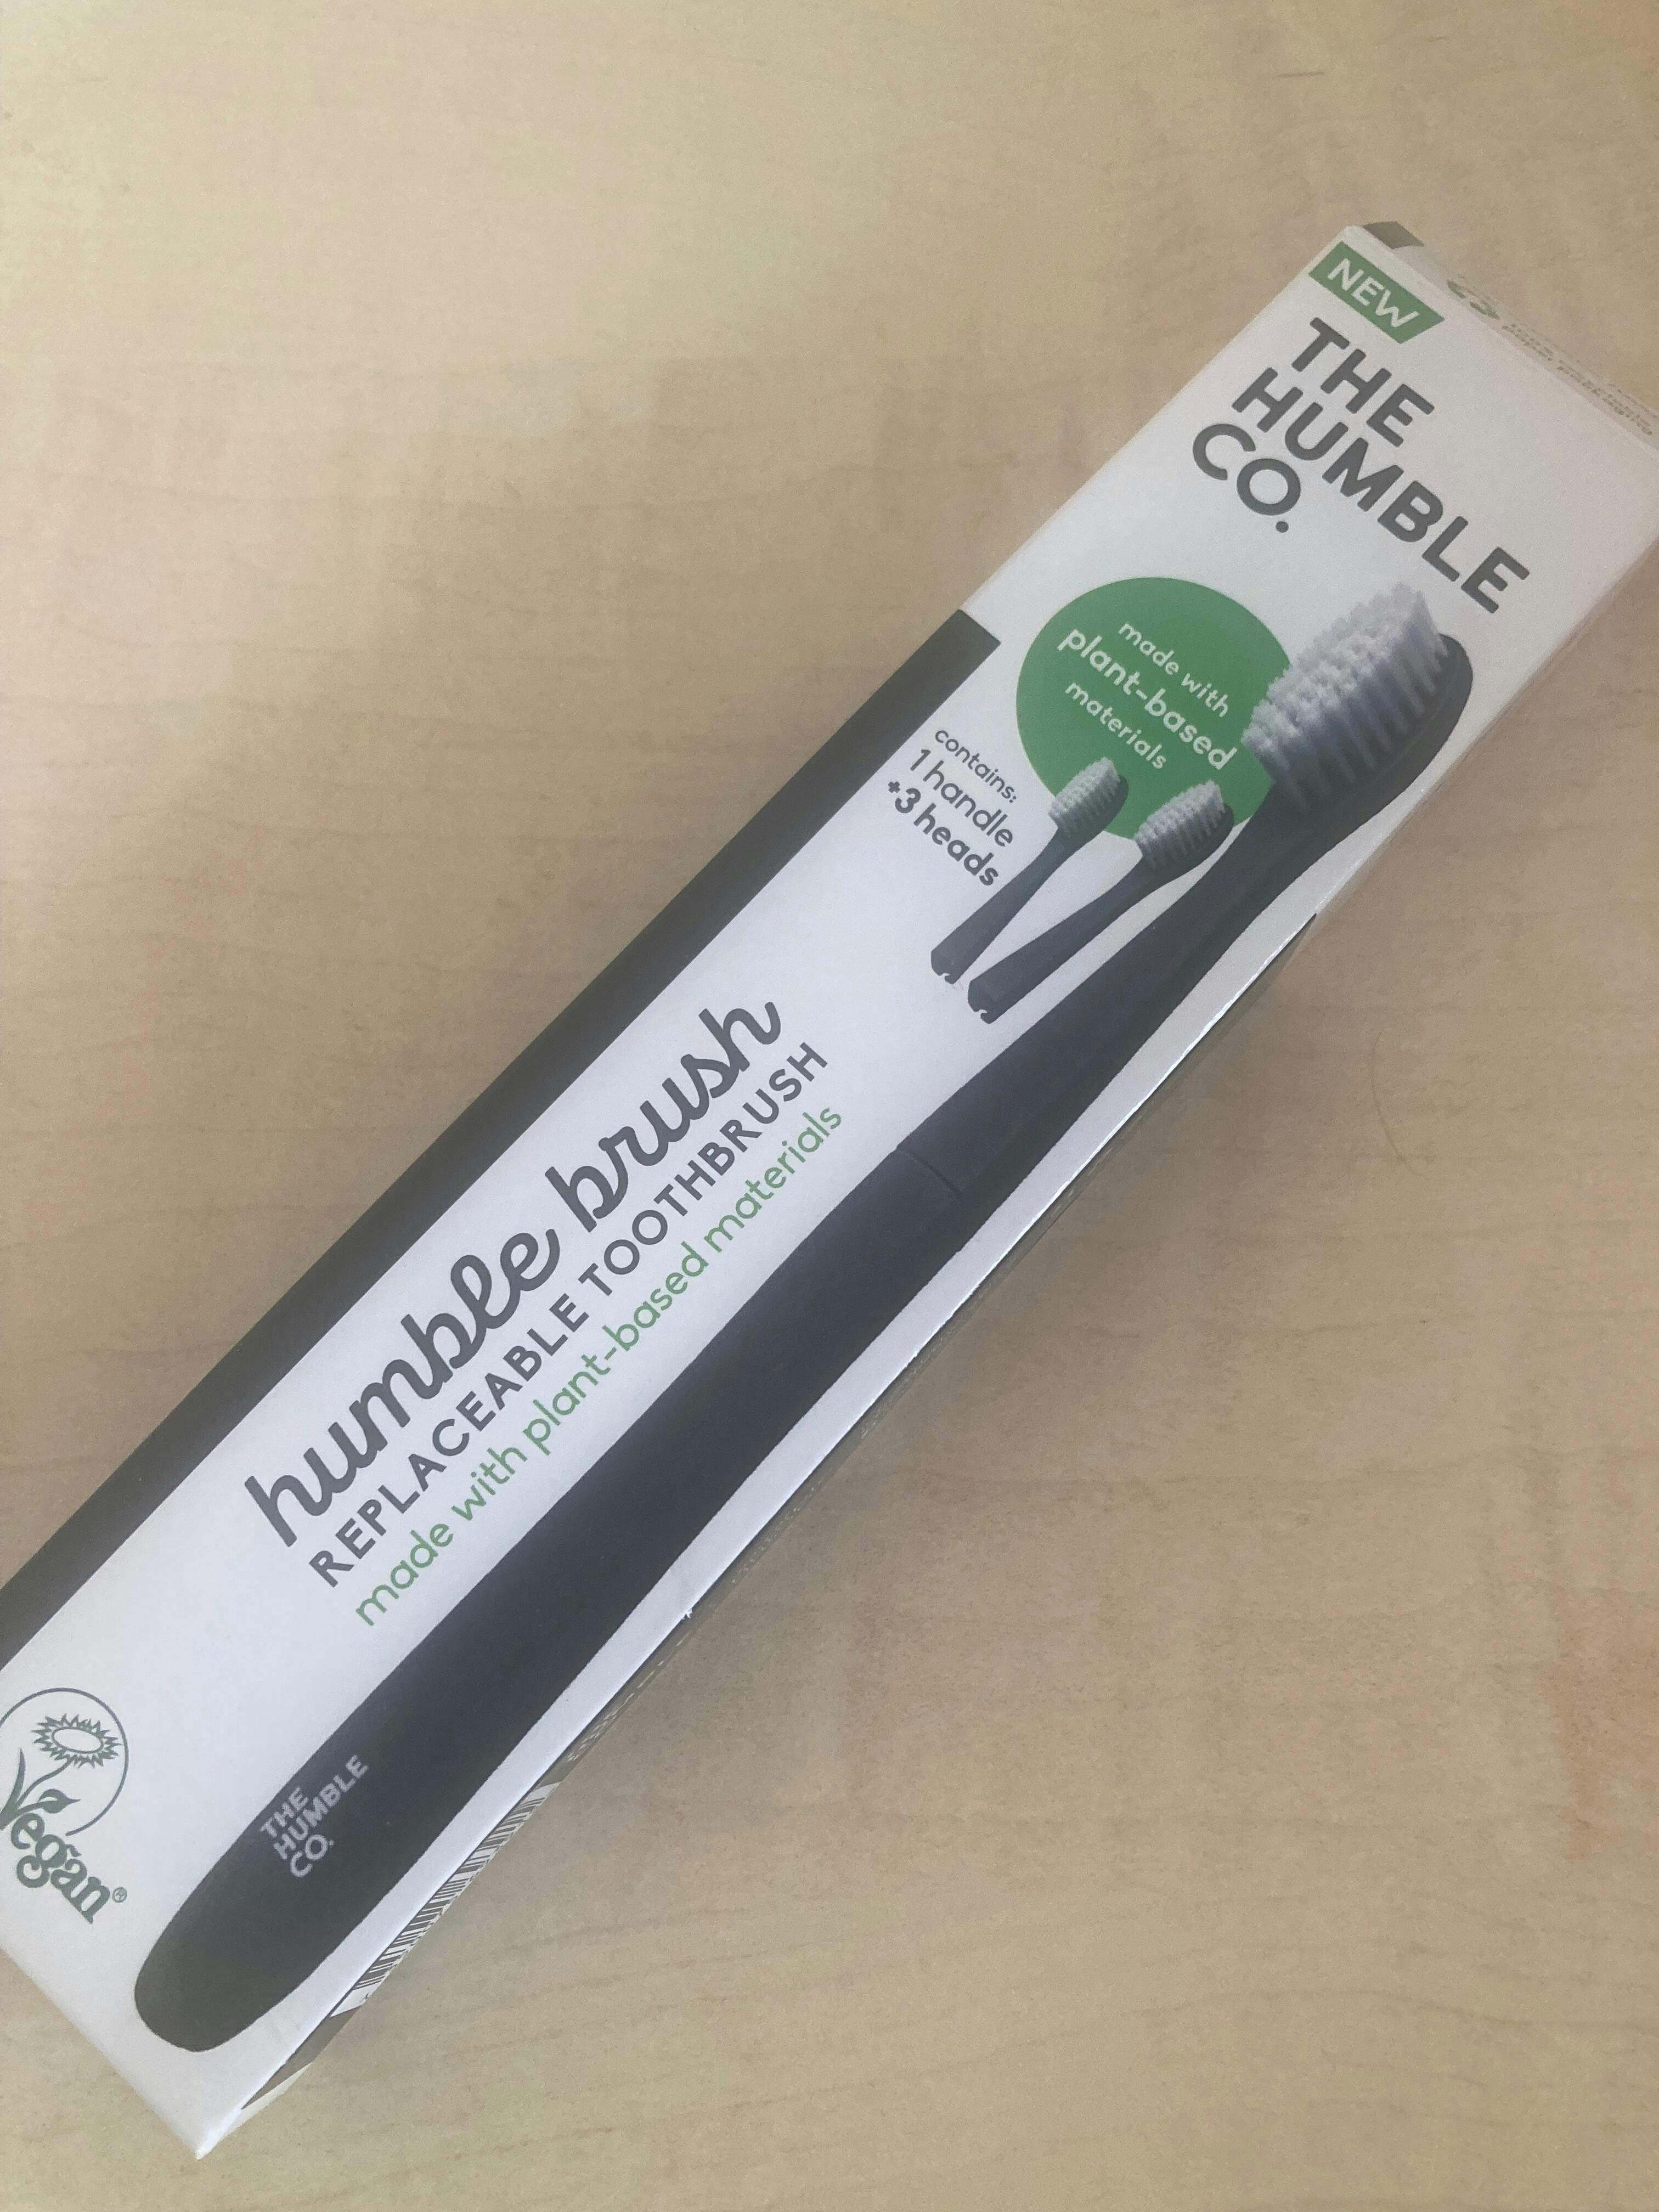 NEW
THE
HUMBLE
CO.
made with
plant-based
materials
contains:
1 handle
+3 heads
humble brush
REPLACEABLE TOOTHBRUSH
made with plant-based materials
THE
HUMBLE
CO.
Vegan®